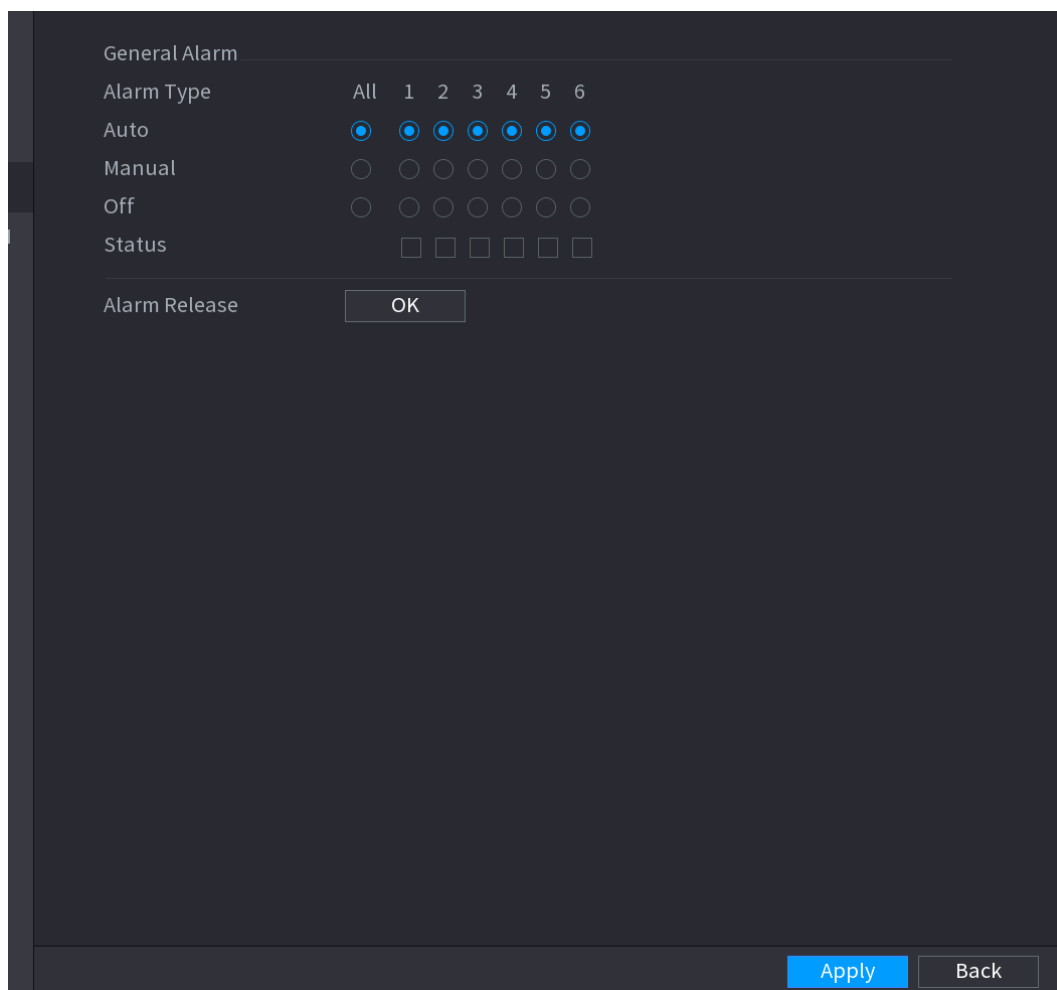 General Alarm
Alarm Type All 1 2 3 4 5 6
Auto
Manual
Off
Status
Alarm Release OK
Apply Back